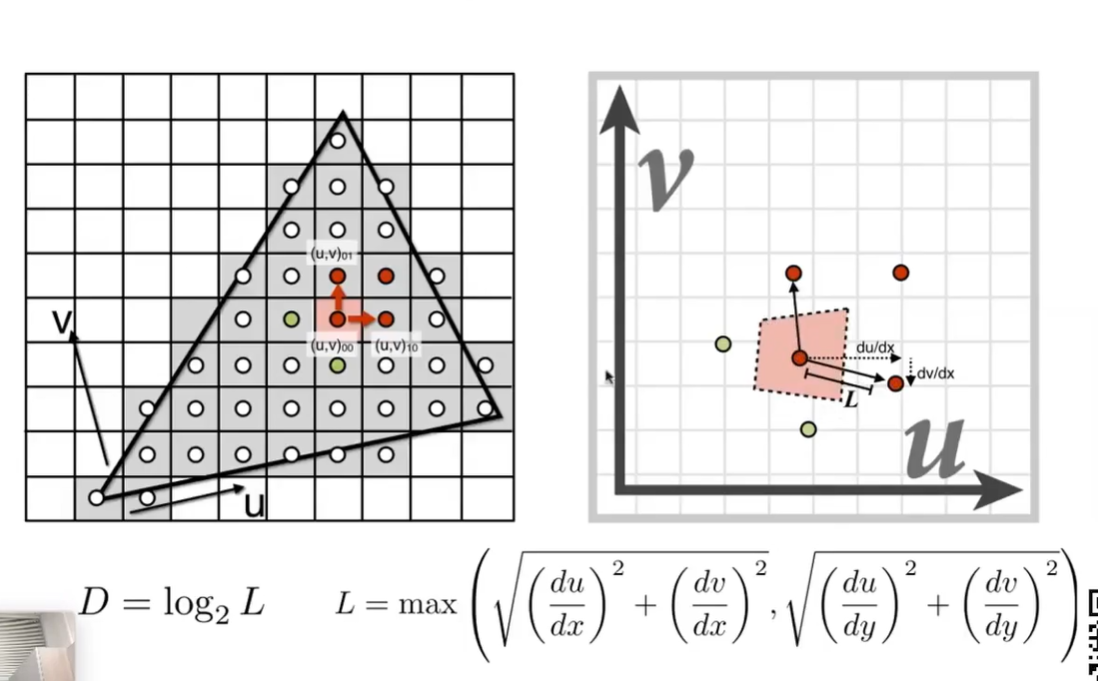 (u,v)₀₁
(u,v)₀₀ (u,v)₁₀
v
u
v
du/dx
dv/dx
L
u
D = log₂ L
L = max ( √( (du/dx)² + (dv/dx)² ), √( (du/dy)² + (dv/dy)² ) )